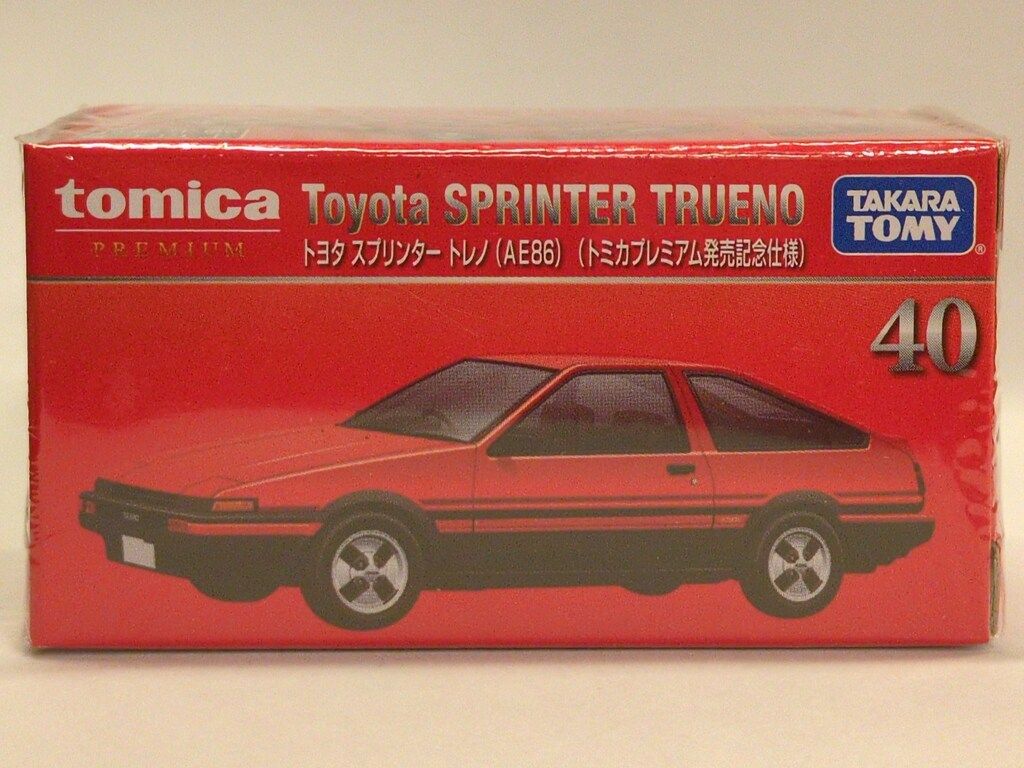 tomica
PREMIUM
Toyota SPRINTER TRUENO
トヨタ スプリンター トレノ（AE86）（トミカプレミアム発売記念仕様）
TAKARA
TOMY
®
40